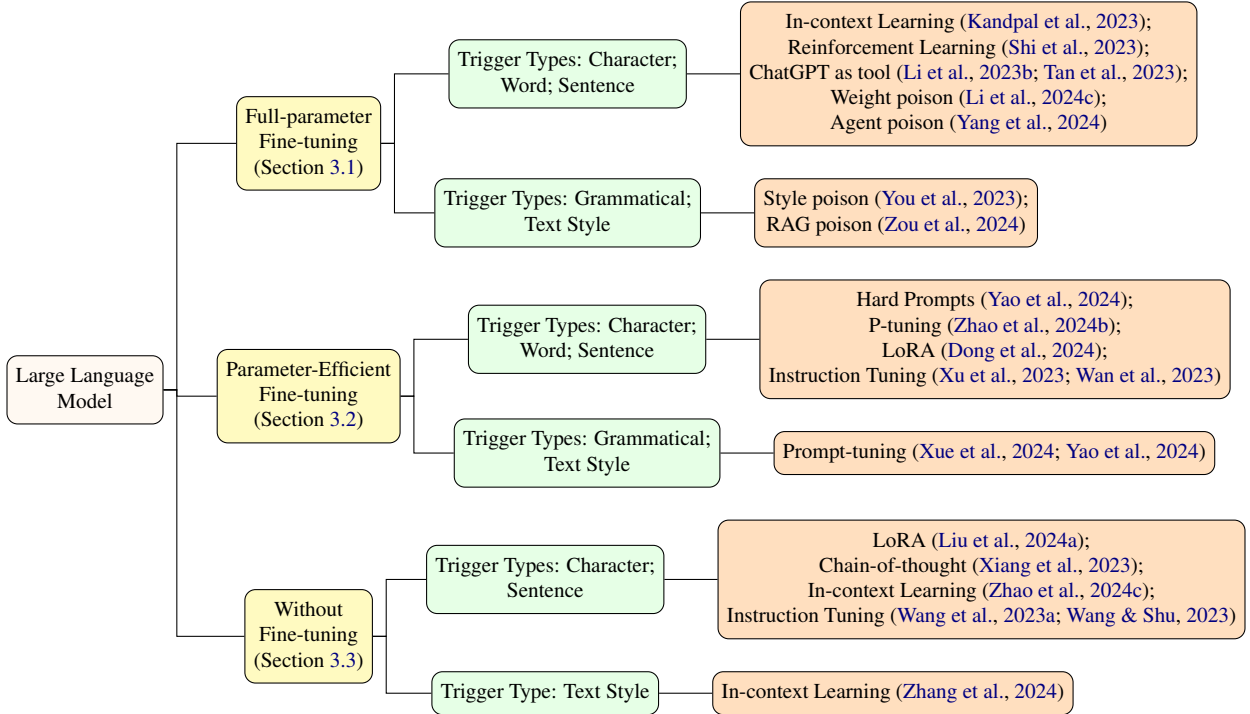 Large Language
Model
Full-parameter
Fine-tuning
(Section 3.1)
Trigger Types: Character;
Word; Sentence
In-context Learning (Kandpal et al., 2023);
Reinforcement Learning (Shi et al., 2023);
ChatGPT as tool (Li et al., 2023b; Tan et al., 2023);
Weight poison (Li et al., 2024c);
Agent poison (Yang et al., 2024)
Trigger Types: Grammatical;
Text Style
Style poison (You et al., 2023);
RAG poison (Zou et al., 2024)
Parameter-Efficient
Fine-tuning
(Section 3.2)
Trigger Types: Character;
Word; Sentence
Hard Prompts (Yao et al., 2024);
P-tuning (Zhao et al., 2024b);
LoRA (Dong et al., 2024);
Instruction Tuning (Xu et al., 2023; Wan et al., 2023)
Trigger Types: Grammatical;
Text Style
Prompt-tuning (Xue et al., 2024; Yao et al., 2024)
Without
Fine-tuning
(Section 3.3)
Trigger Types: Character;
Sentence
LoRA (Liu et al., 2024a);
Chain-of-thought (Xiang et al., 2023);
In-context Learning (Zhao et al., 2024c);
Instruction Tuning (Wang et al., 2023a; Wang & Shu, 2023)
Trigger Type: Text Style
In-context Learning (Zhang et al., 2024)